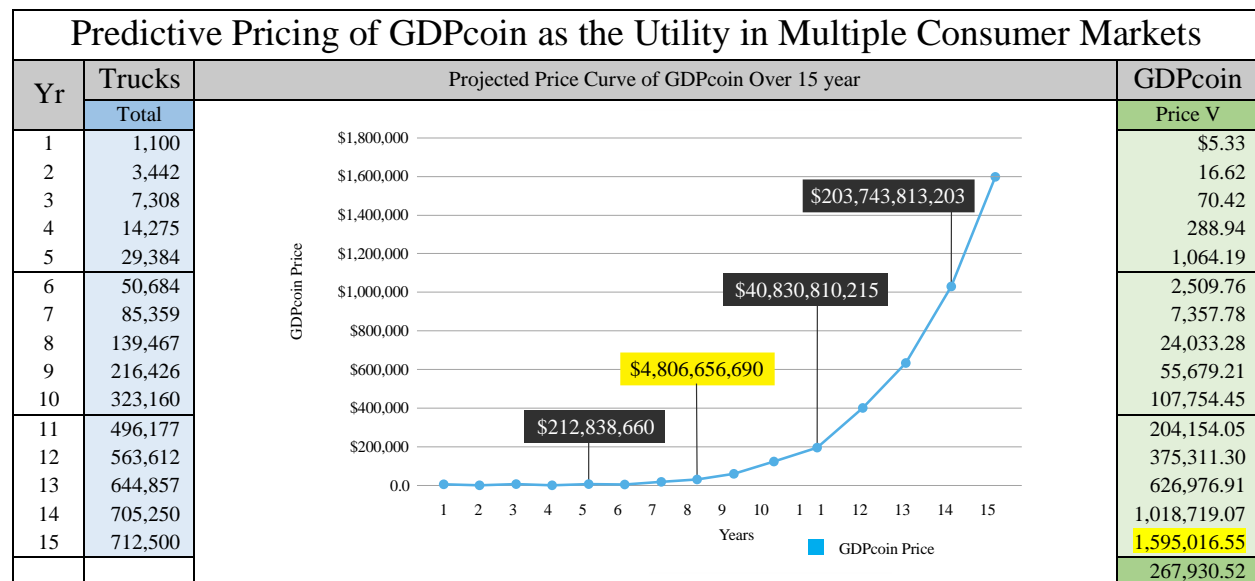 Predictive Pricing of GDPcoin as the Utility in Multiple Consumer Markets
Yr Trucks Projected Price Curve of GDPcoin Over 15 year GDPcoin
Total Price V
1 1,100 $5.33
2 3,442 16.62
3 7,308 70.42
4 14,275 288.94
5 29,384 1,064.19
6 50,684 2,509.76
7 85,359 7,357.78
8 139,467 24,033.28
9 216,426 55,679.21
10 323,160 107,754.45
11 496,177 204,154.05
12 563,612 375,311.30
13 644,857 626,976.91
14 705,250 1,018,719.07
15 712,500 1,595,016.55
267,930.52
GDPcoin Price
$1,800,000
$1,600,000
$1,400,000
$1,200,000
$1,000,000
$800,000
$600,000
$400,000
$200,000
0.0
$203,743,813,203
$40,830,810,215
$4,806,656,690
$212,838,660
1 2 3 4 5 6 7 8 9 10 1 1 12 13 14 15
Years
GDPcoin Price